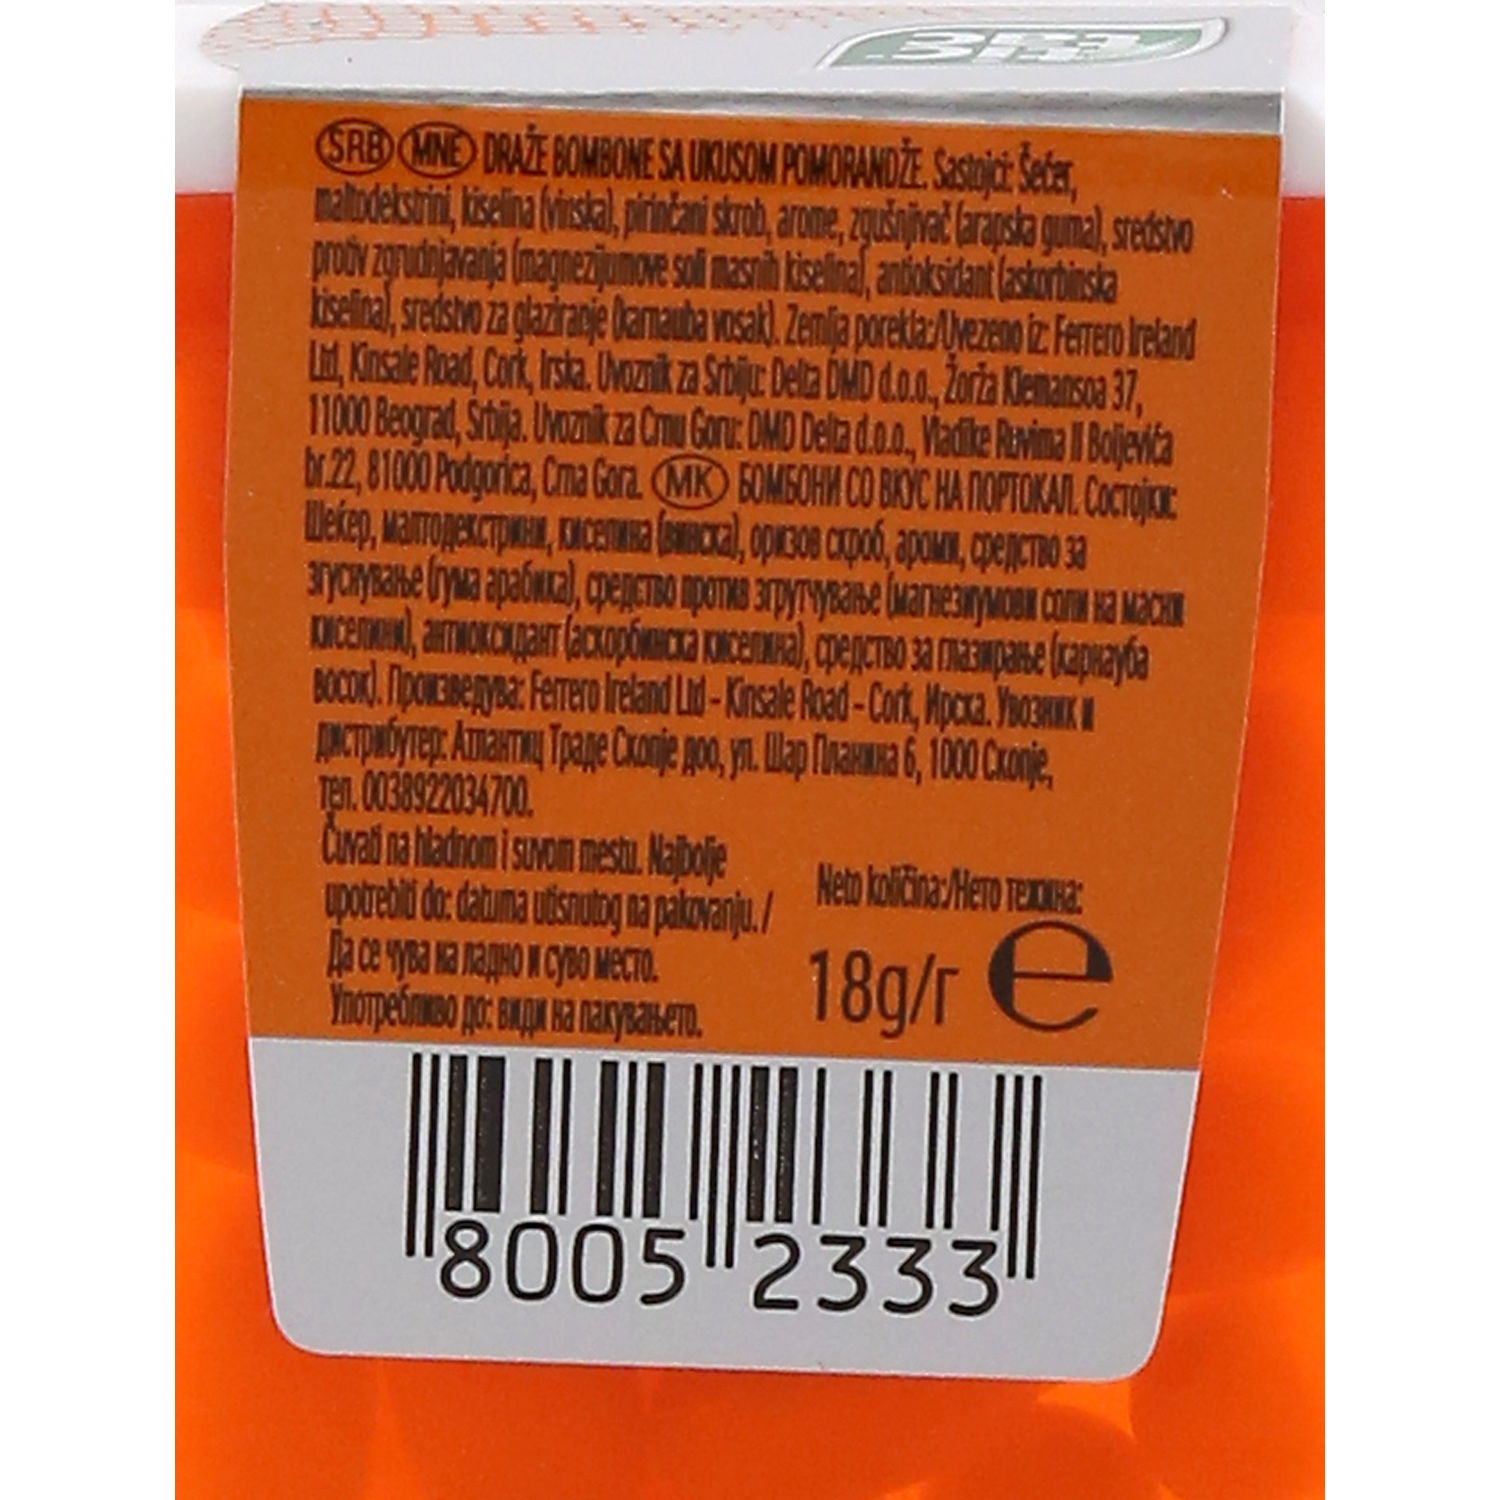 SRB MNE DRAŽE BOMBONE SA UKUSOM POMORANDŽE. Sastojci: Šećer,
maltodekstrini, kiselina (vinska), pirinčani skrob, arome, zgušnjivač (arapska guma), sredstvo
protiv zgrudnjavanja (magnezijumove soli masnih kiselina), antioksidant (askorbinska
kiselina), sredstvo za glaziranje (karnauba vosak). Zemlja porekla:/Uvezeno iz: Ferrero Ireland
Ltd, Kinsale Road, Cork, Irska. Uvoznik za Srbiju: Delta DMD d.o.o., Žorža Klemansoa 37,
11000 Beograd, Srbija. Uvoznik za Crnu Goru: DMD Delta d.o.o., Vladike Ruvima II Boljevića
br.22, 81000 Podgorica, Crna Gora. MK БОМБОНИ СО ВКУС НА ПОРТОКАЛ. Состојки:
Шеќер, малтодекстрини, киселина (винска), оризов скроб, ароми, средство за
згуснување (гума арабика), средство против згрутчување (магнезиумови соли на масни
киселини), антиоксидант (аскорбинска киселина), средство за глазирање (карнауба
восок). Произведува: Ferrero Ireland Ltd - Kinsale Road - Cork, Ирска. Увозник и
дистрибутер: Атлантиц Траде Скопје доо, ул. Шар Планина 6, 1000 Скопје,
тел. 0038922034700.
Čuvati na hladnom i suvom mestu. Najbolje
upotrebiti do: datuma utisnutog na pakovanju. /
Да се чува на ладно и суво место.
Употребливо до: види на пакувањето.
Neto količina:/Нето тежина:
18g/г e
8005 2333